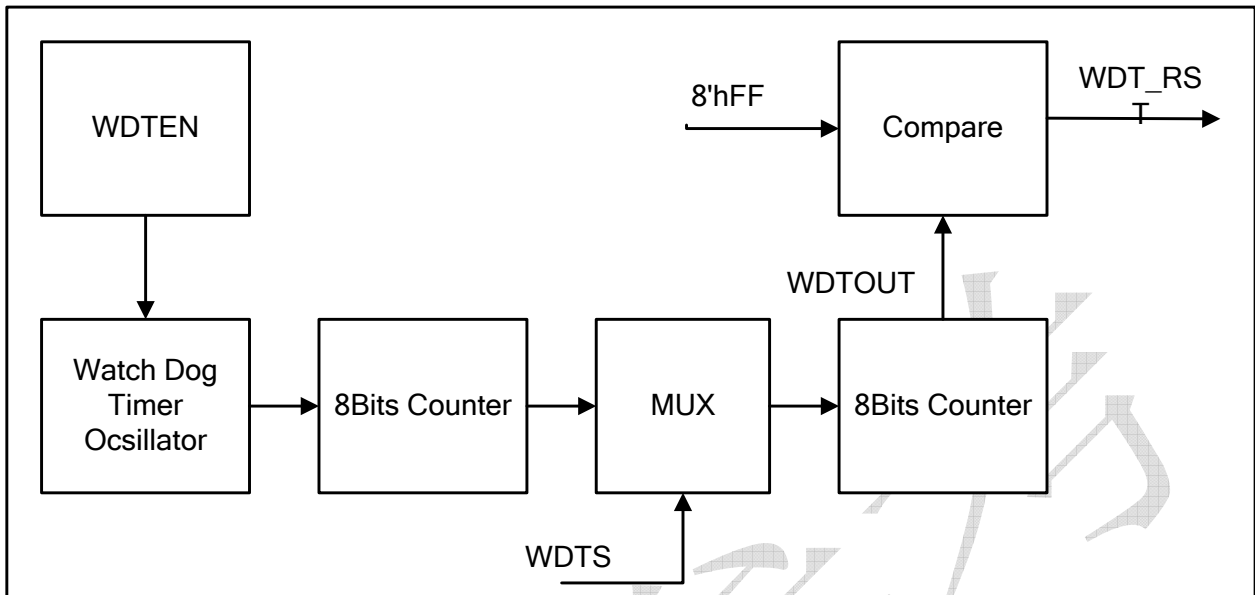 WDTEN
8'hFF
Compare
WDT_RS
WDTOUT
Watch Dog
Timer
Ocsillator
8Bits Counter
MUX
8Bits Counter
WDTS